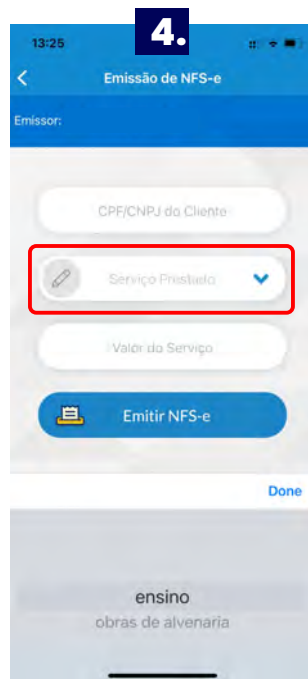 4.
13:25
Emissão de NFS-e
Emissor:
CPF/CNPJ do Cliente
Serviço Prestado
Valor do Serviço
Emitir NFS-e
Done
ensino
obras de alvenaria